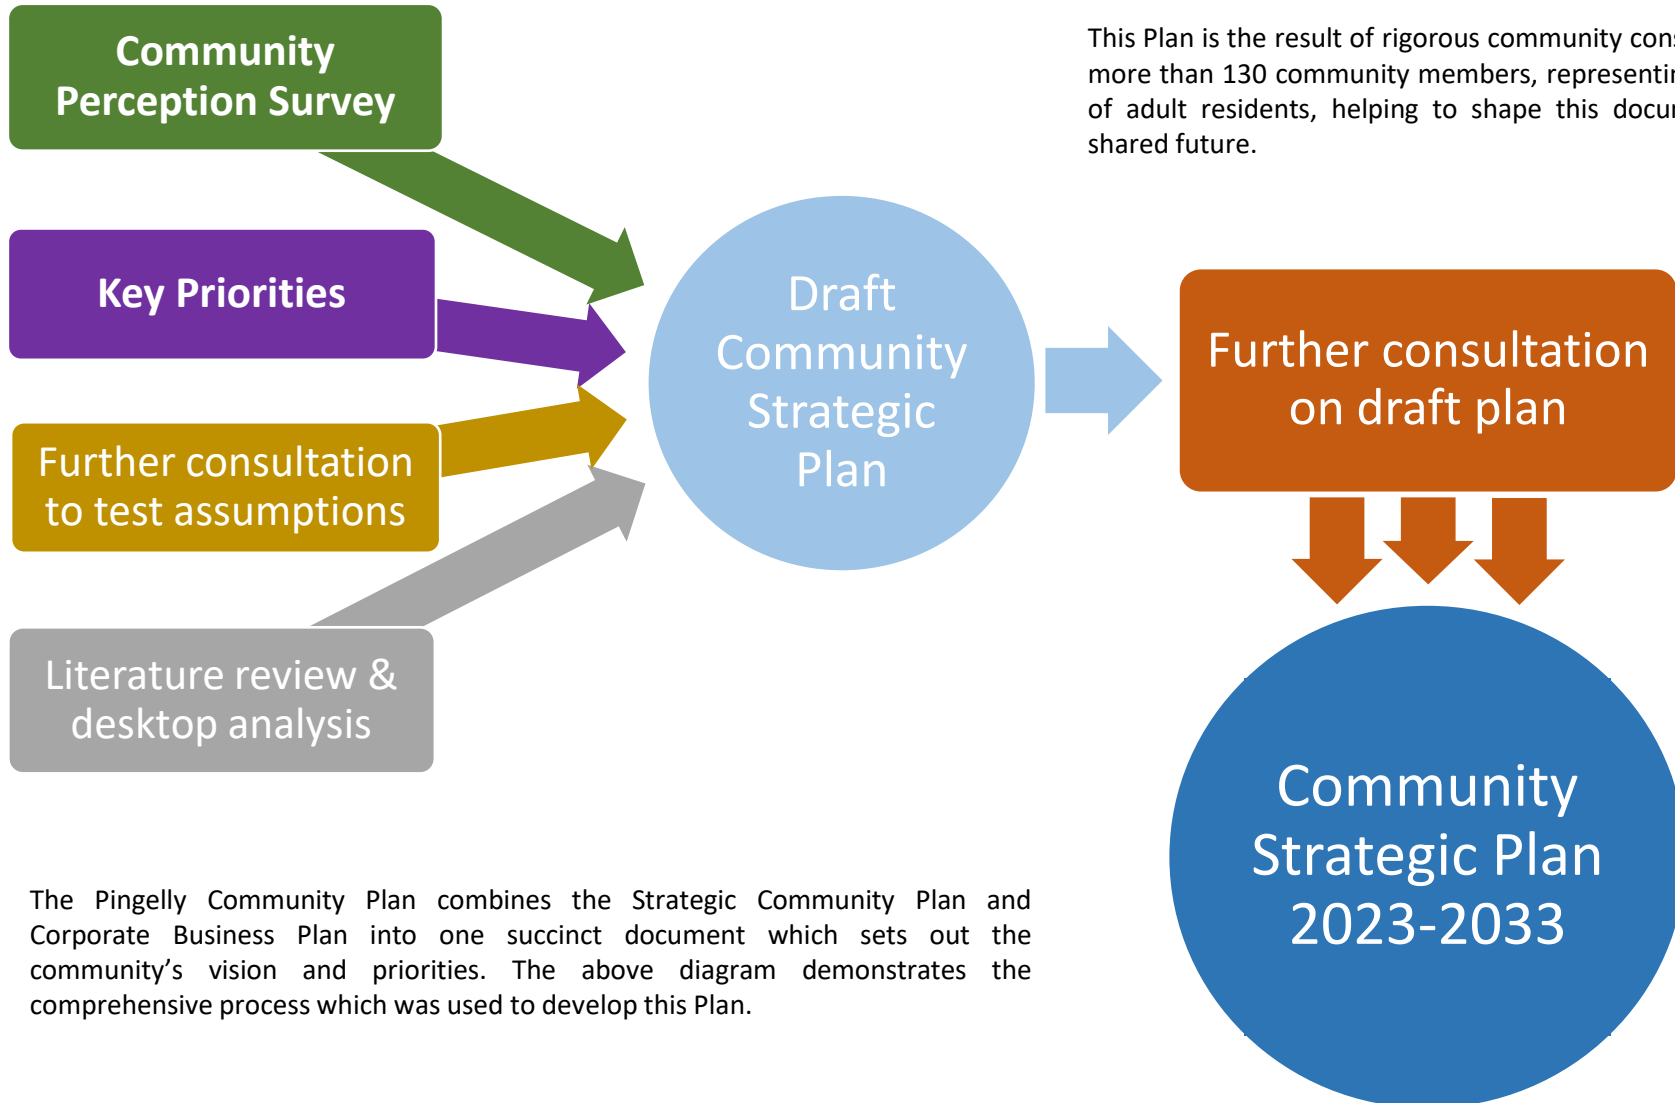 Community
Perception Survey
This Plan is the result of rigorous community
more than 130 community members,
of adult residents, helping to shape this
shared future.
Key Priorities
Draft
Community
Strategic
Plan
Further consultation
on draft plan
Further consultation
to test assumptions
Literature review &
desktop analysis
Community
Strategic Plan
2023-2033
The Pingelly Community Plan combines the Strategic Community Plan and
Corporate Business Plan into one succinct document which sets out the
community’s vision and priorities. The above diagram demonstrates the
comprehensive process which was used to develop this Plan.